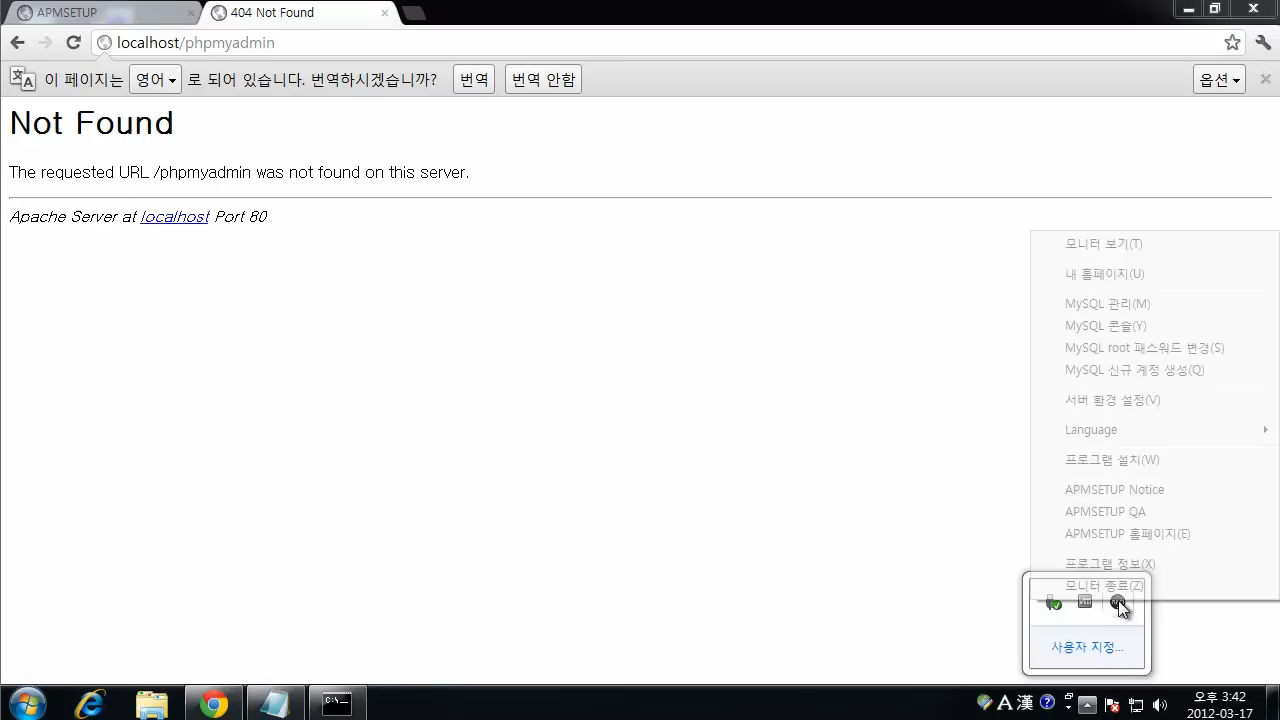 APMSETUP
404 Not Found
localhost/phpmyadmin
이 페이지는 영어 로 되어 있습니다. 번역하시겠습니까? 번역 번역 안함 옵션
Not Found
The requested URL /phpmyadmin was not found on this server.
Apache Server at localhost Port 80
모니터 보기(T)
내 홈페이지(U)
MySQL 관리(M)
MySQL 콘솔(Y)
MySQL root 패스워드 변경(S)
MySQL 신규 계정 생성(Q)
서버 환경 설정(V)
Language
프로그램 설치(W)
APMSETUP Notice
APMSETUP QA
APMSETUP 홈페이지(E)
프로그램 정보(X)
모니터 종료(Z)
사용자 지정...
A 漢
오후 3:42
2012-03-17